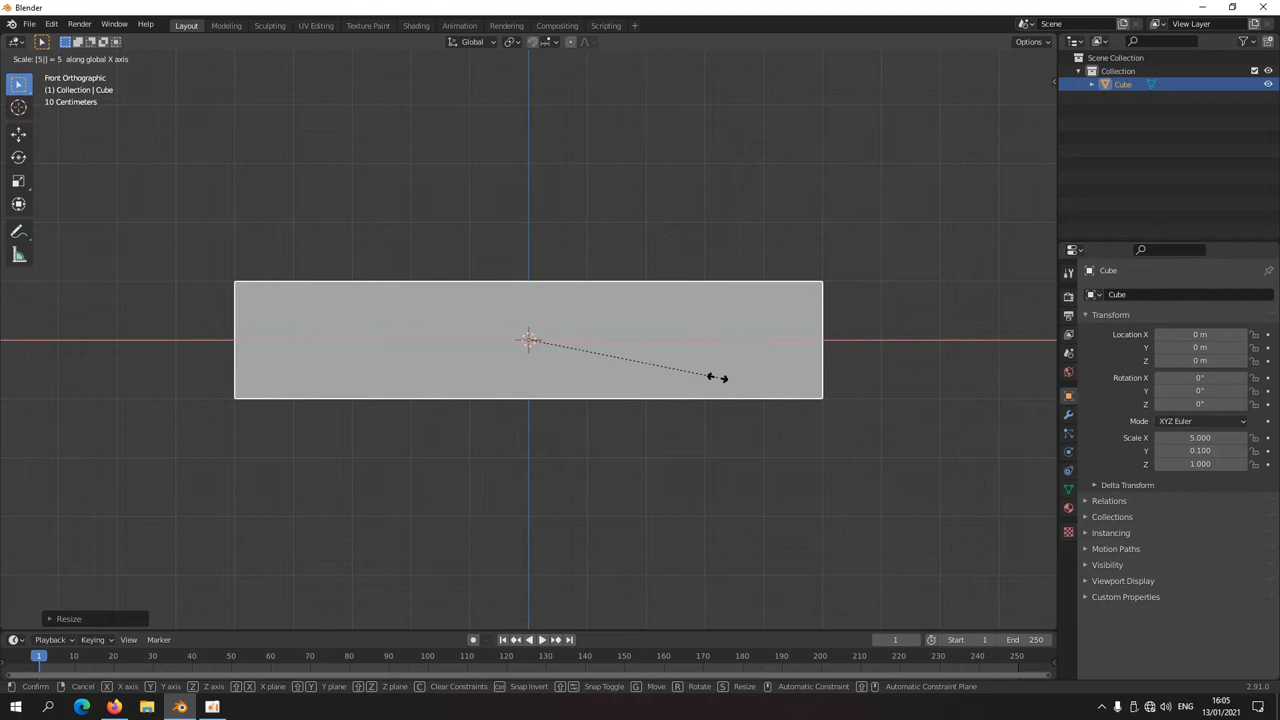 Blender
File Edit Render Window Help Layout Modeling Sculpting UV Editing Texture Paint Shading Animation Rendering Compositing Scripting + Scene View Layer
Global Options
Scale: [5|] = 5 along global X axis
Front Orthographic
(1) Collection | Cube
10 Centimeters
Scene Collection
Collection
Cube
Cube
Cube
Transform
Location X 0 m
Y 0 m
Z 0 m
Rotation X 0°
Y 0°
Z 0°
Mode XYZ Euler
Scale X 5.000
Y 0.100
Z 1.000
Delta Transform
Relations
Collections
Instancing
Motion Paths
Visibility
Viewport Display
Custom Properties
Resize
Playback Keying View Marker 1 Start 1 End 250
1 10 20 30 40 50 60 70 80 90 100 110 120 130 140 150 160 170 180 190 200 210 220 230 240 250
Confirm Cancel X X axis Y Y axis Z Z axis X X plane Y Y plane Z Z plane C Clear Constraints Ctrl Snap Invert Snap Toggle G Move R Rotate S Resize Automatic Constraint Automatic Constraint Plane
ENG
16:05
13/01/2021